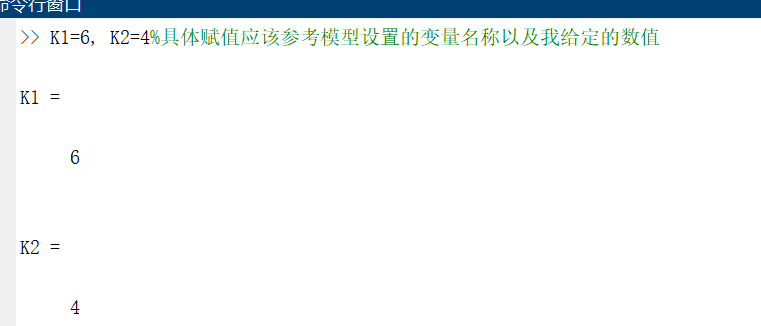 命令行窗口
>> K1=6, K2=4%具体赋值应该参考模型设置的变量名称以及我给定的数值
K1 =
6
K2 =
4